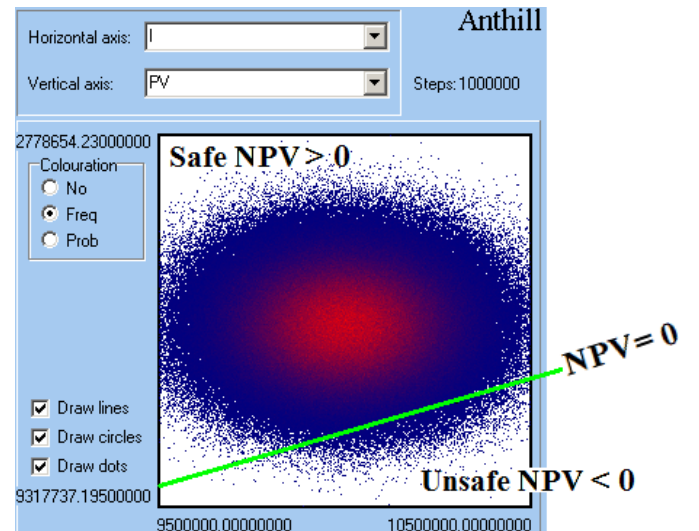 Anthill
Horizontal axis: I
Vertical axis: PV Steps: 1000000
2778654.23000000
Colouration
No
Freq
Prob
Safe NPV > 0
NPV = 0
Draw lines
Draw circles
Draw dots
Unsafe NPV < 0
9317737.19500000
9500000.00000000 10500000.00000000